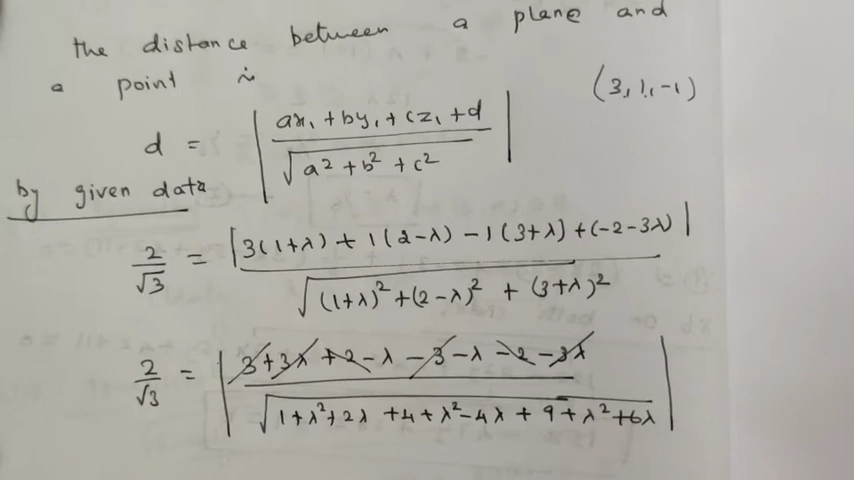 the distance between a plane and
a point is (3, 1, -1)
d = | ax₁ + by₁ + cz₁ + d / √a² + b² + c² |
by given data
2/√3 = |3(1+λ) + 1(2-λ) - 1(3+λ) + (-2-3λ)| / √(1+λ)² + (2-λ)² + (3+λ)²
2/√3 = | 3+3λ +2-λ -3-λ -2-3λ / √1+λ²+2λ +4+λ²-4λ + 9+λ²+6λ |